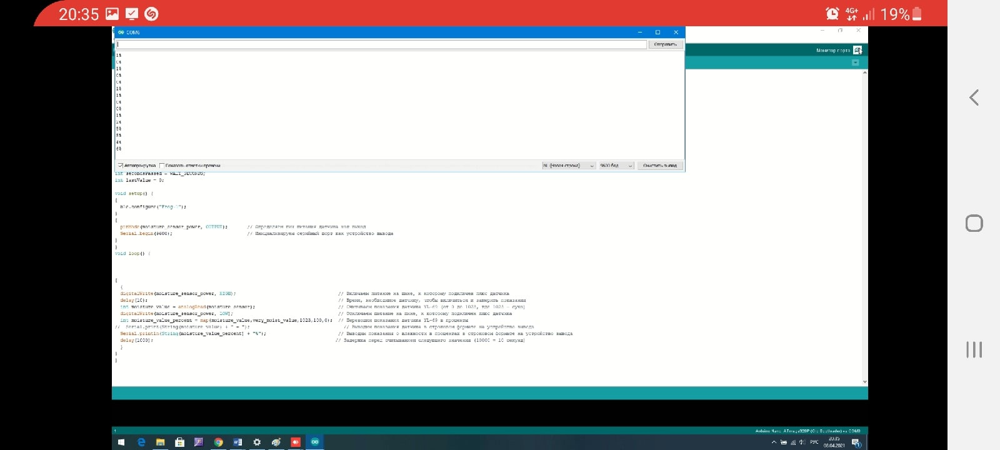 20:35
4G+ 19%
COM6
Отправить
Монитор порта
1%
0%
1%
0%
0%
1%
1%
0%
0%
1%
2%
5%
5%
4%
6%
Автопрокрутка Показать отметки времени NL (Новая строка) 9600 бод Очистить вывод
int secondsPassed = WAIT_SECONDS;
int lastValue = 0;
void setup() {
{
ble.configure("Frog-1");
}
{
pinMode(moisture_sensor_power, OUTPUT); // Определяем пин питания датчика как выход
Serial.begin(9600); // Инициализируем серийный порт как устройство вывода
}
}
void loop() {
{
{
digitalWrite(moisture_sensor_power, HIGH); // Включаем питание на пине, к которому подключен плюс датчика
delay(10); // Время, необходимое датчику, чтобы включиться и замерить показания
int moisture_value = analogRead(moisture_sensor); // Считываем показания датчика YL-69 (от 0 до 1023, где 1023 - сухо)
digitalWrite(moisture_sensor_power, LOW); // Отключаем питание на пине, к которому подключен плюс датчика
int moisture_value_percent = map(moisture_value,very_moist_value,1023,100,0); // Переводим показания датчика YL-69 в проценты
// Serial.print(String(moisture_value) + " = "); // Выводим показания датчика в строковом формате на устройство вывода
Serial.println(String(moisture_value_percent) + "%"); // Выводим показания о влажности в процентах в строковом формате на устройство вывода
delay(1000); // Задержка перед считыванием следующего значения (10000 = 10 секунд)
}
}
}
1
Arduino Nano, ATmega328P (Old Bootloader) на COM6
РУС
20:35
08.04.2021